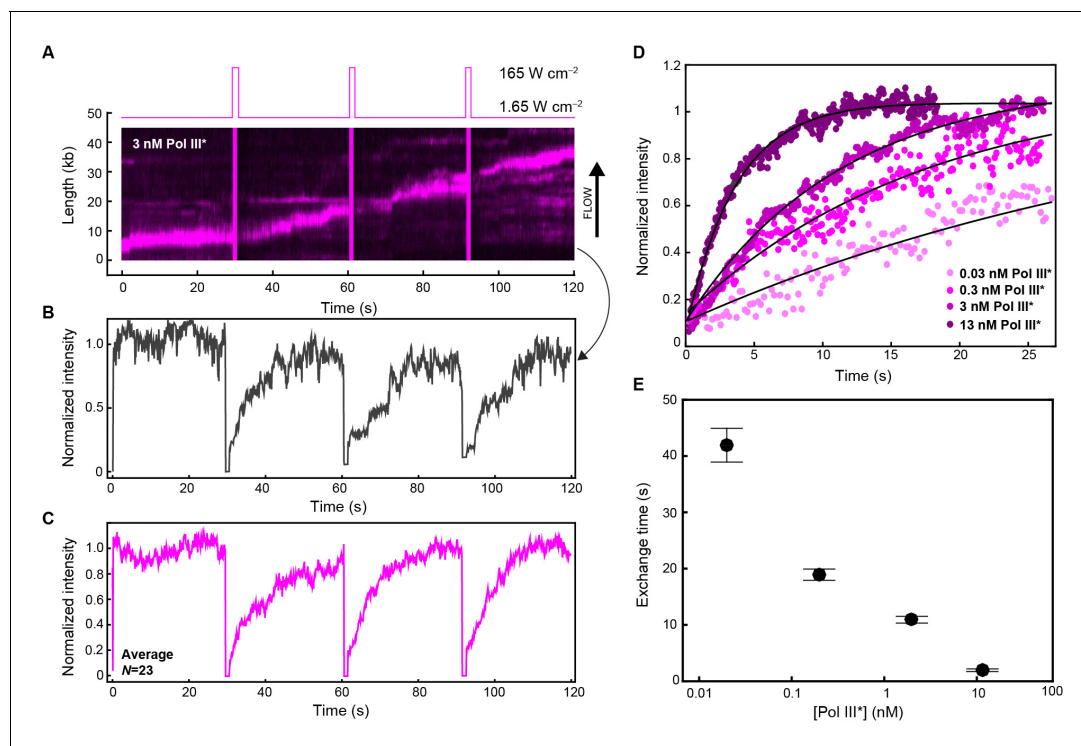 A
165 W cm⁻²
1.65 W cm⁻²
50
40
30
20
10
0
Length (kb)
3 nM Pol III*
FLOW
0 20 40 60 80 100 120
Time (s)
B
1.0
0.5
0
Normalized intensity
0 20 40 60 80 100 120
Time (s)
C
1.0
0.8
0.6
0.4
0.2
0
Normalized intensity
Average
N=23
0 20 40 60 80 100 120
Time (s)
D
1.2
1
0.8
0.6
0.4
0.2
0
Normalized intensity
0.03 nM Pol III*
0.3 nM Pol III*
3 nM Pol III*
13 nM Pol III*
0 5 10 15 20 25
Time (s)
E
50
40
30
20
10
0
Exchange time (s)
0.01 0.1 1 10 100
[Pol III*] (nM)